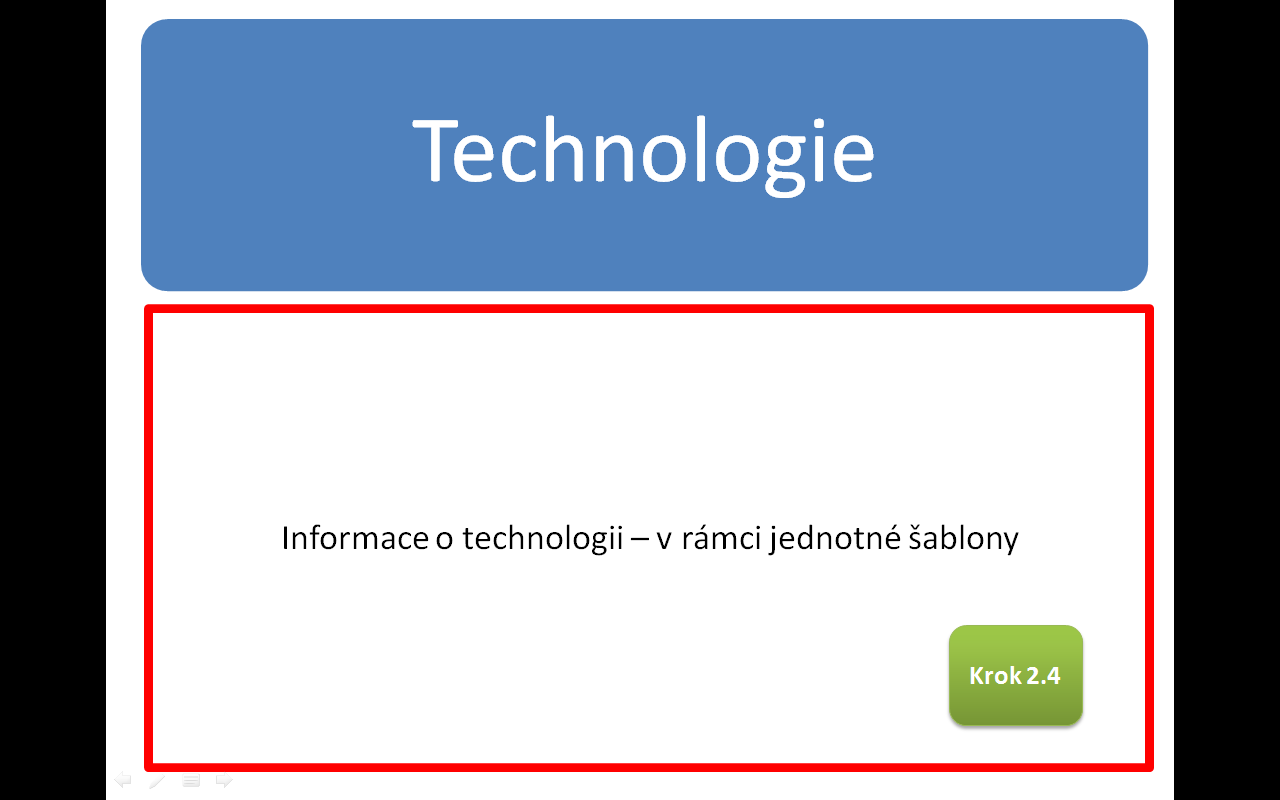 Technologie
Informace o technologii – v rámci jednotné šablony
Krok 2.4